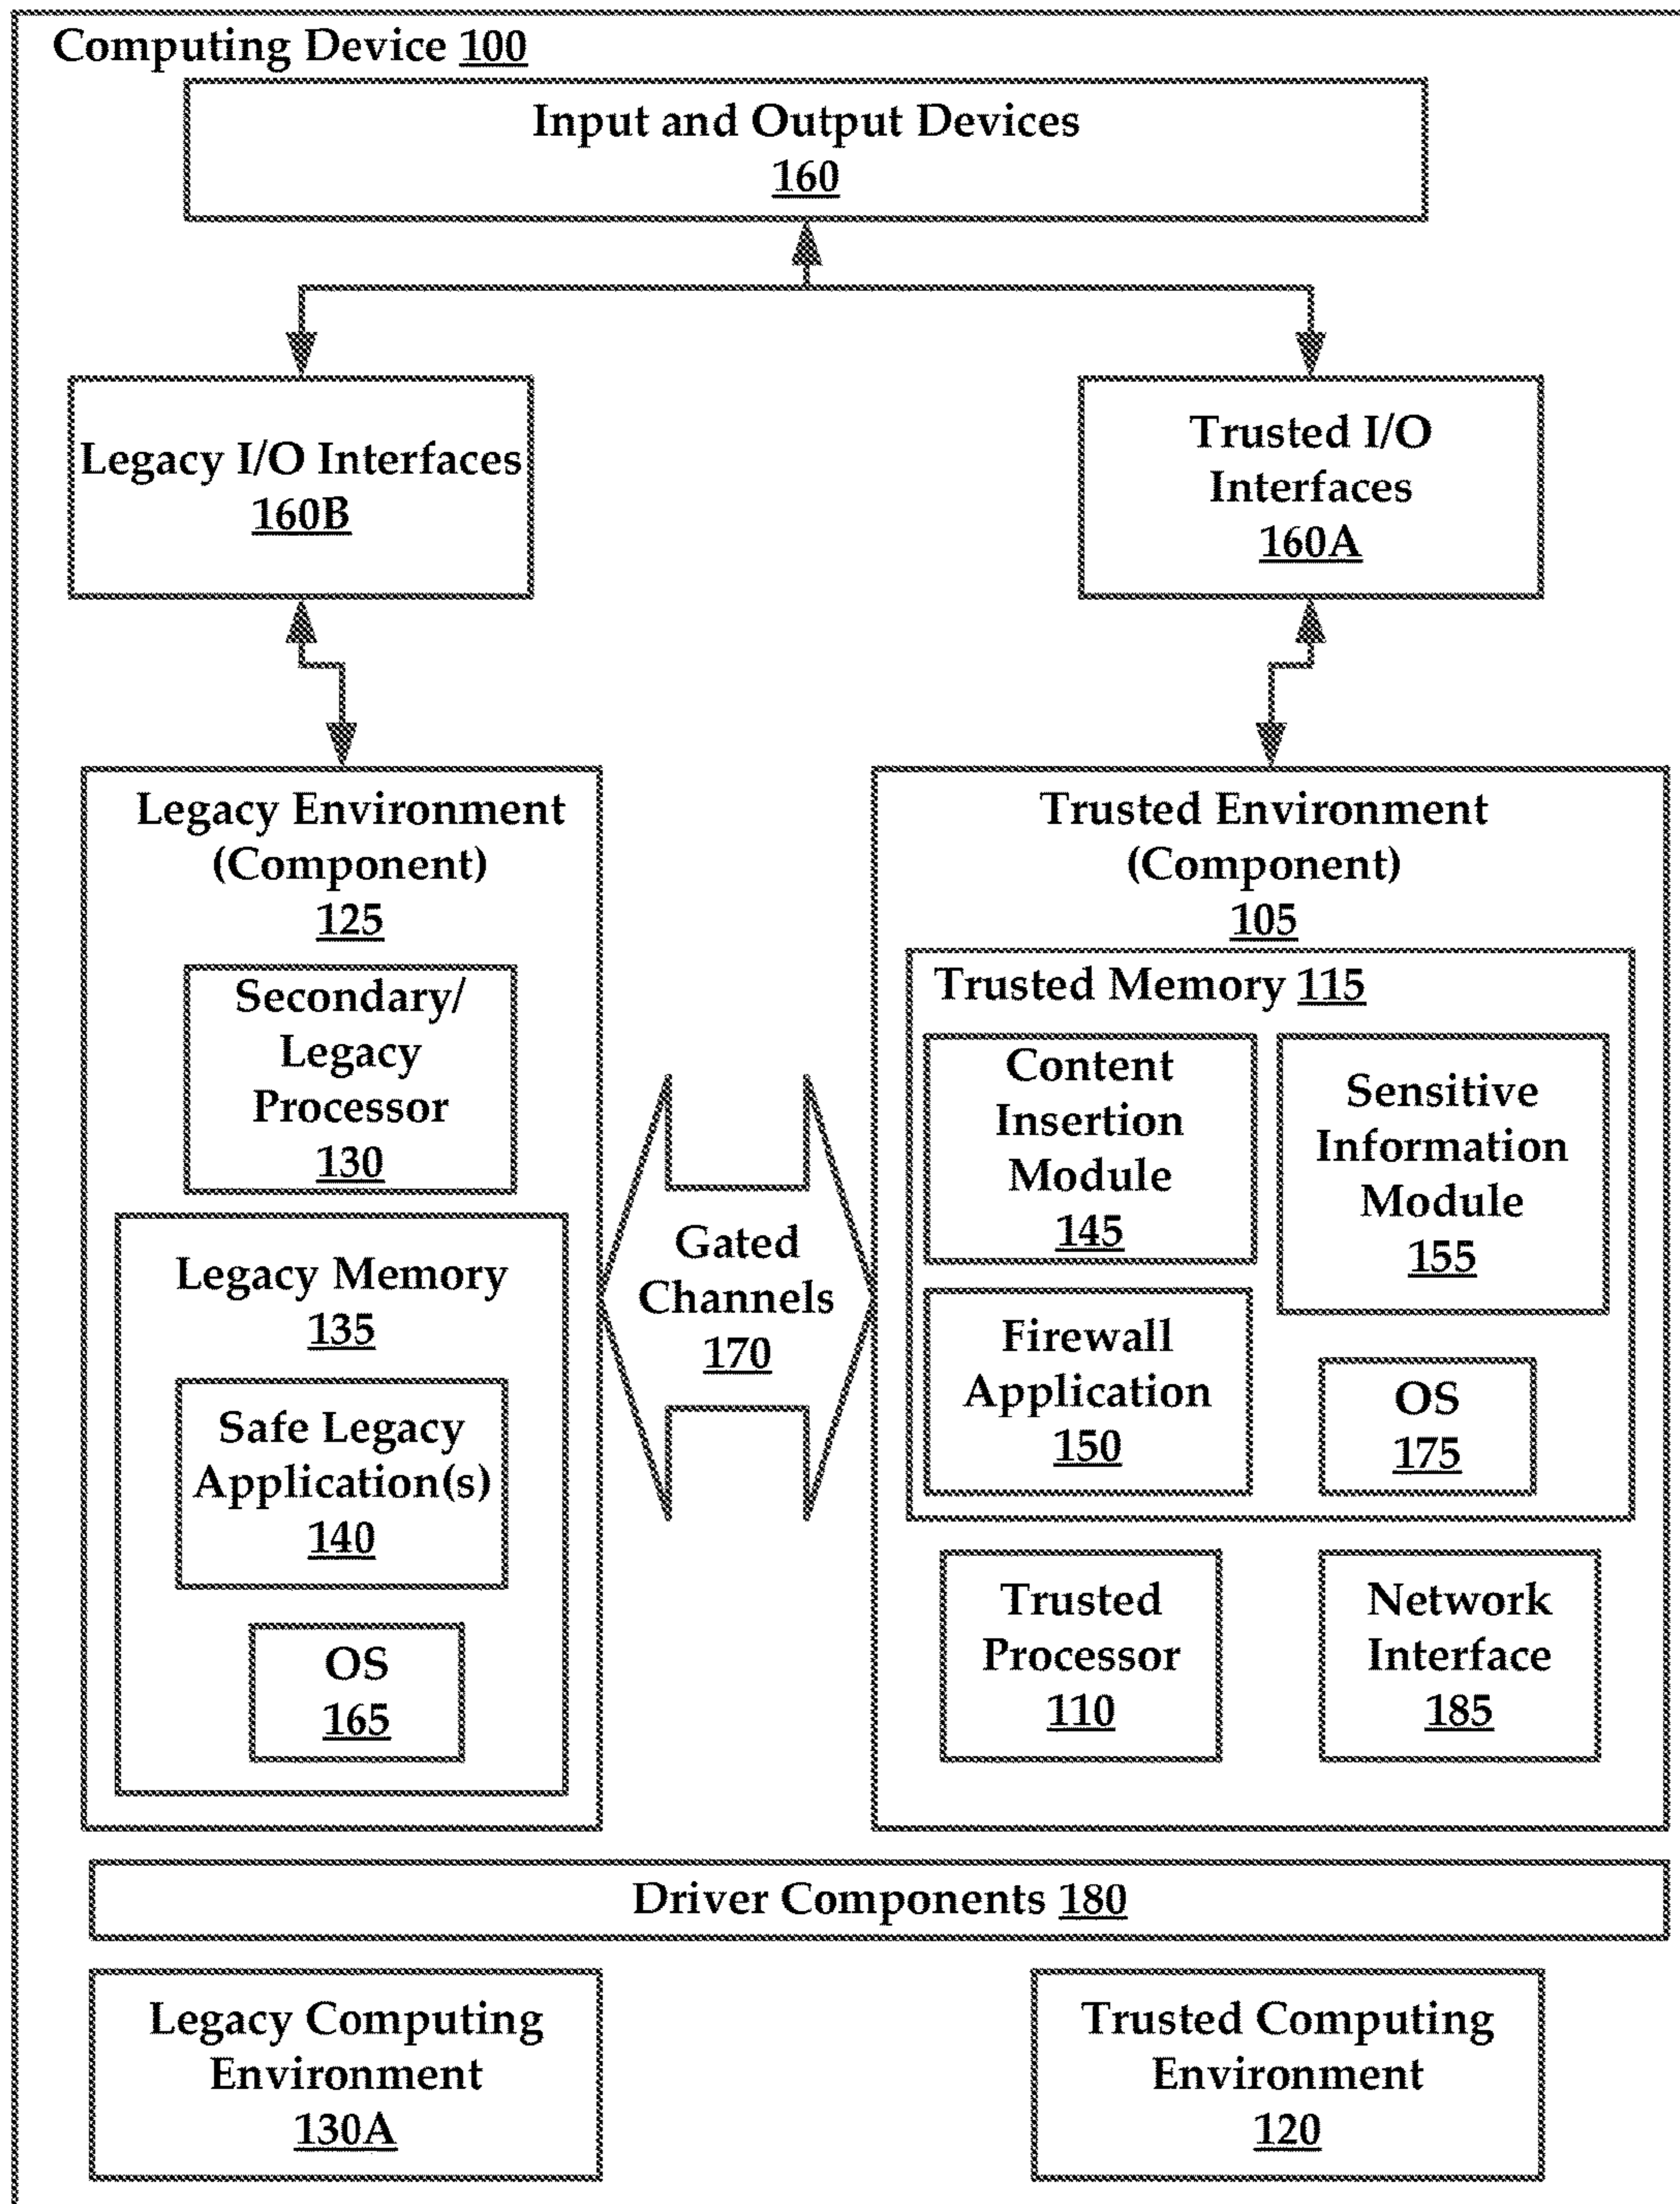 Computing Device 100
Input and Output Devices
160
Legacy I/O Interfaces
160B
Trusted I/O
Interfaces
160A
Legacy Environment
(Component)
125
Secondary/
Legacy
Processor
130
Legacy Memory
135
Safe Legacy
Application(s)
140
OS
165
Gated
Channels
170
Trusted Environment
(Component)
105
Trusted Memory 115
Content
Insertion
Module
145
Sensitive
Information
Module
155
Firewall
Application
150
OS
175
Trusted
Processor
110
Network
Interface
185
Driver Components 180
Legacy Computing
Environment
130A
Trusted Computing
Environment
120